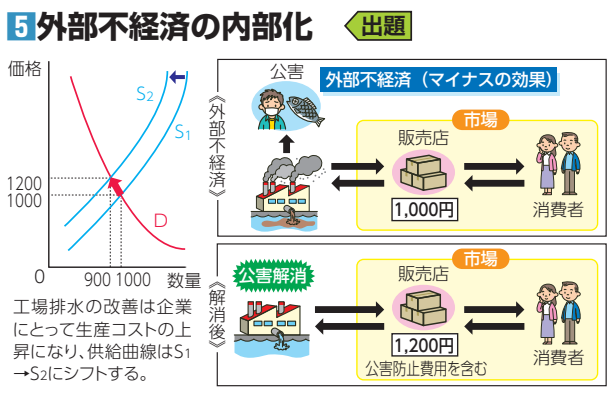 5 外部不経済の内部化 出題
価格
S2
S1
1200
1000
D
O 900 1000 数量
工場排水の改善は企業
にとって生産コストの上
昇になり、供給曲線はS1
→S2にシフトする。
《外部不経済》
公害
外部不経済（マイナスの効果）
市場
販売店
1,000円
消費者
《解消後》
公害解消
市場
販売店
1,200円
公害防止費用を含む
消費者